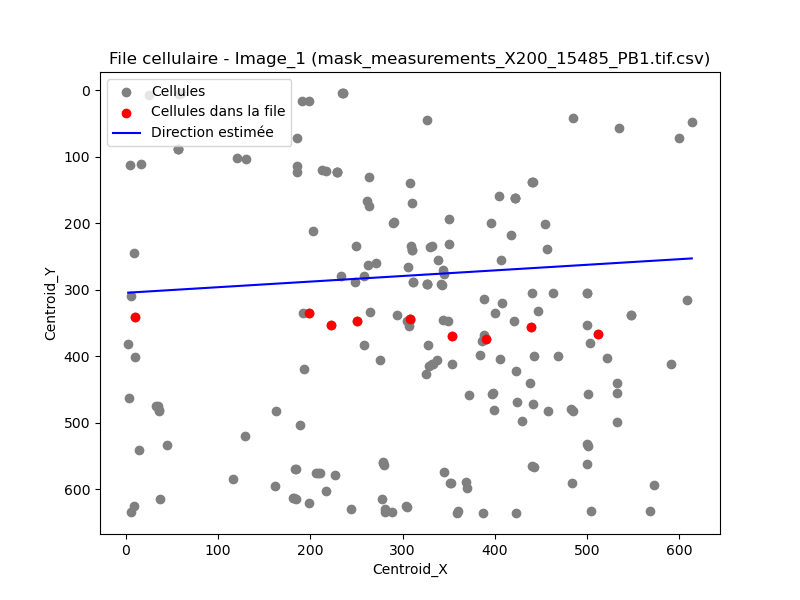 File cellulaire - Image_1 (mask_measurements_X200_15485_PB1.tif.csv)
Cellules
Cellules dans la file
Direction estimée
0
100
200
300
400
500
600
Centroid_Y
0
100
200
300
400
500
600
Centroid_X